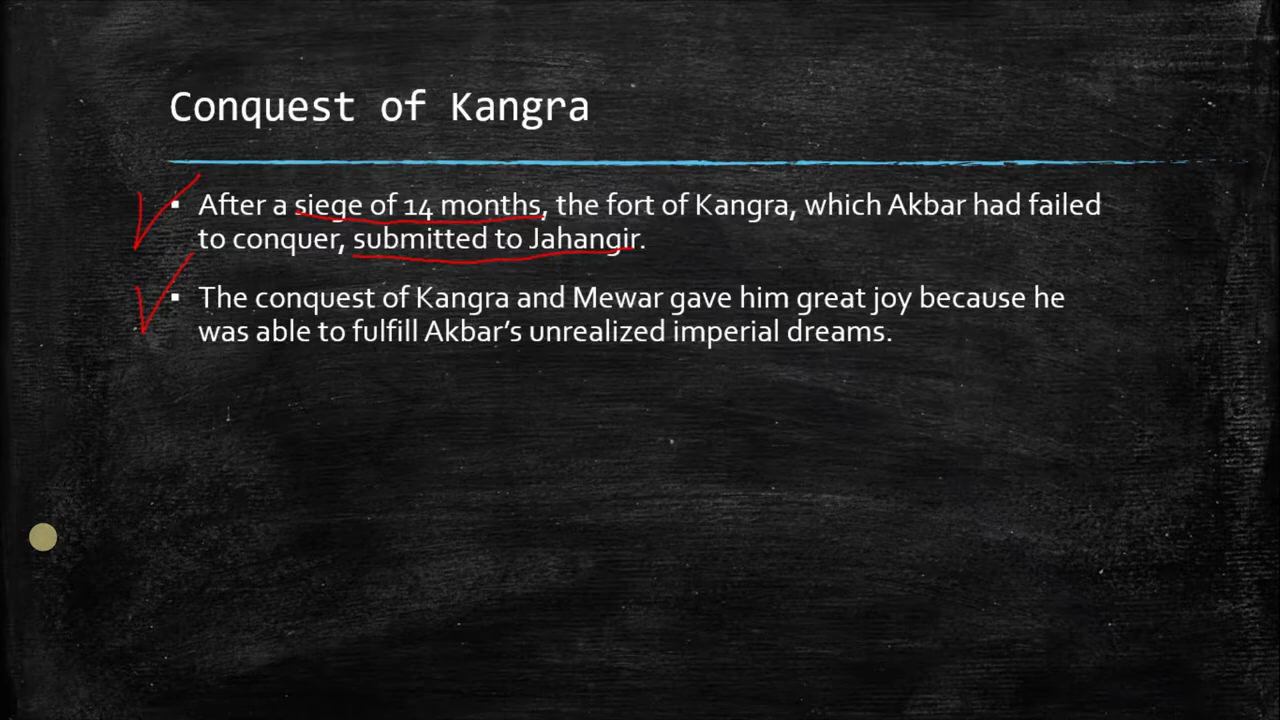 Conquest of Kangra
▪ After a siege of 14 months, the fort of Kangra, which Akbar had failed
to conquer, submitted to Jahangir.
▪ The conquest of Kangra and Mewar gave him great joy because he
was able to fulfill Akbar’s unrealized imperial dreams.